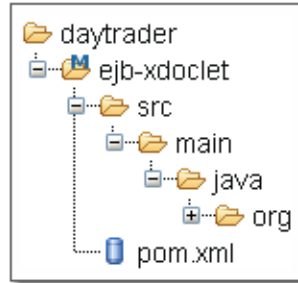 daytrader
ejb-xdoclet
src
main
java
org
pom.xml